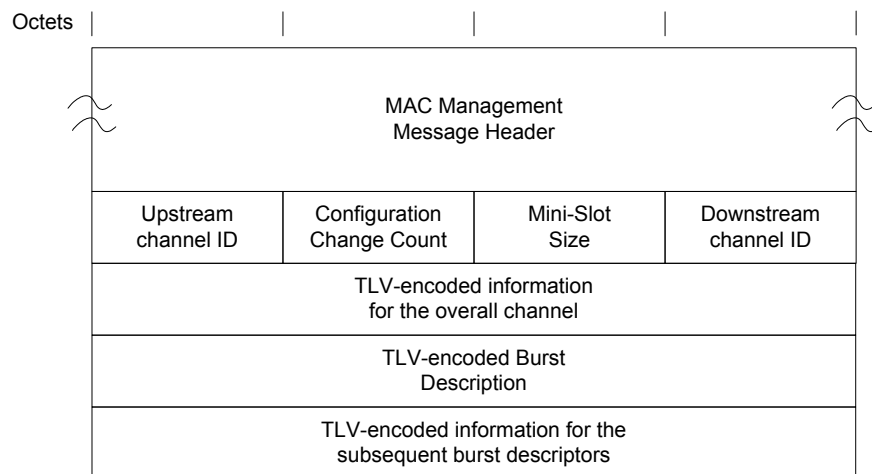 Octets
MAC Management
Message Header
Upstream
channel ID
Configuration
Change Count
Mini-Slot
Size
Downstream
channel ID
TLV-encoded information
for the overall channel
TLV-encoded Burst
Description
TLV-encoded information for the
subsequent burst descriptors